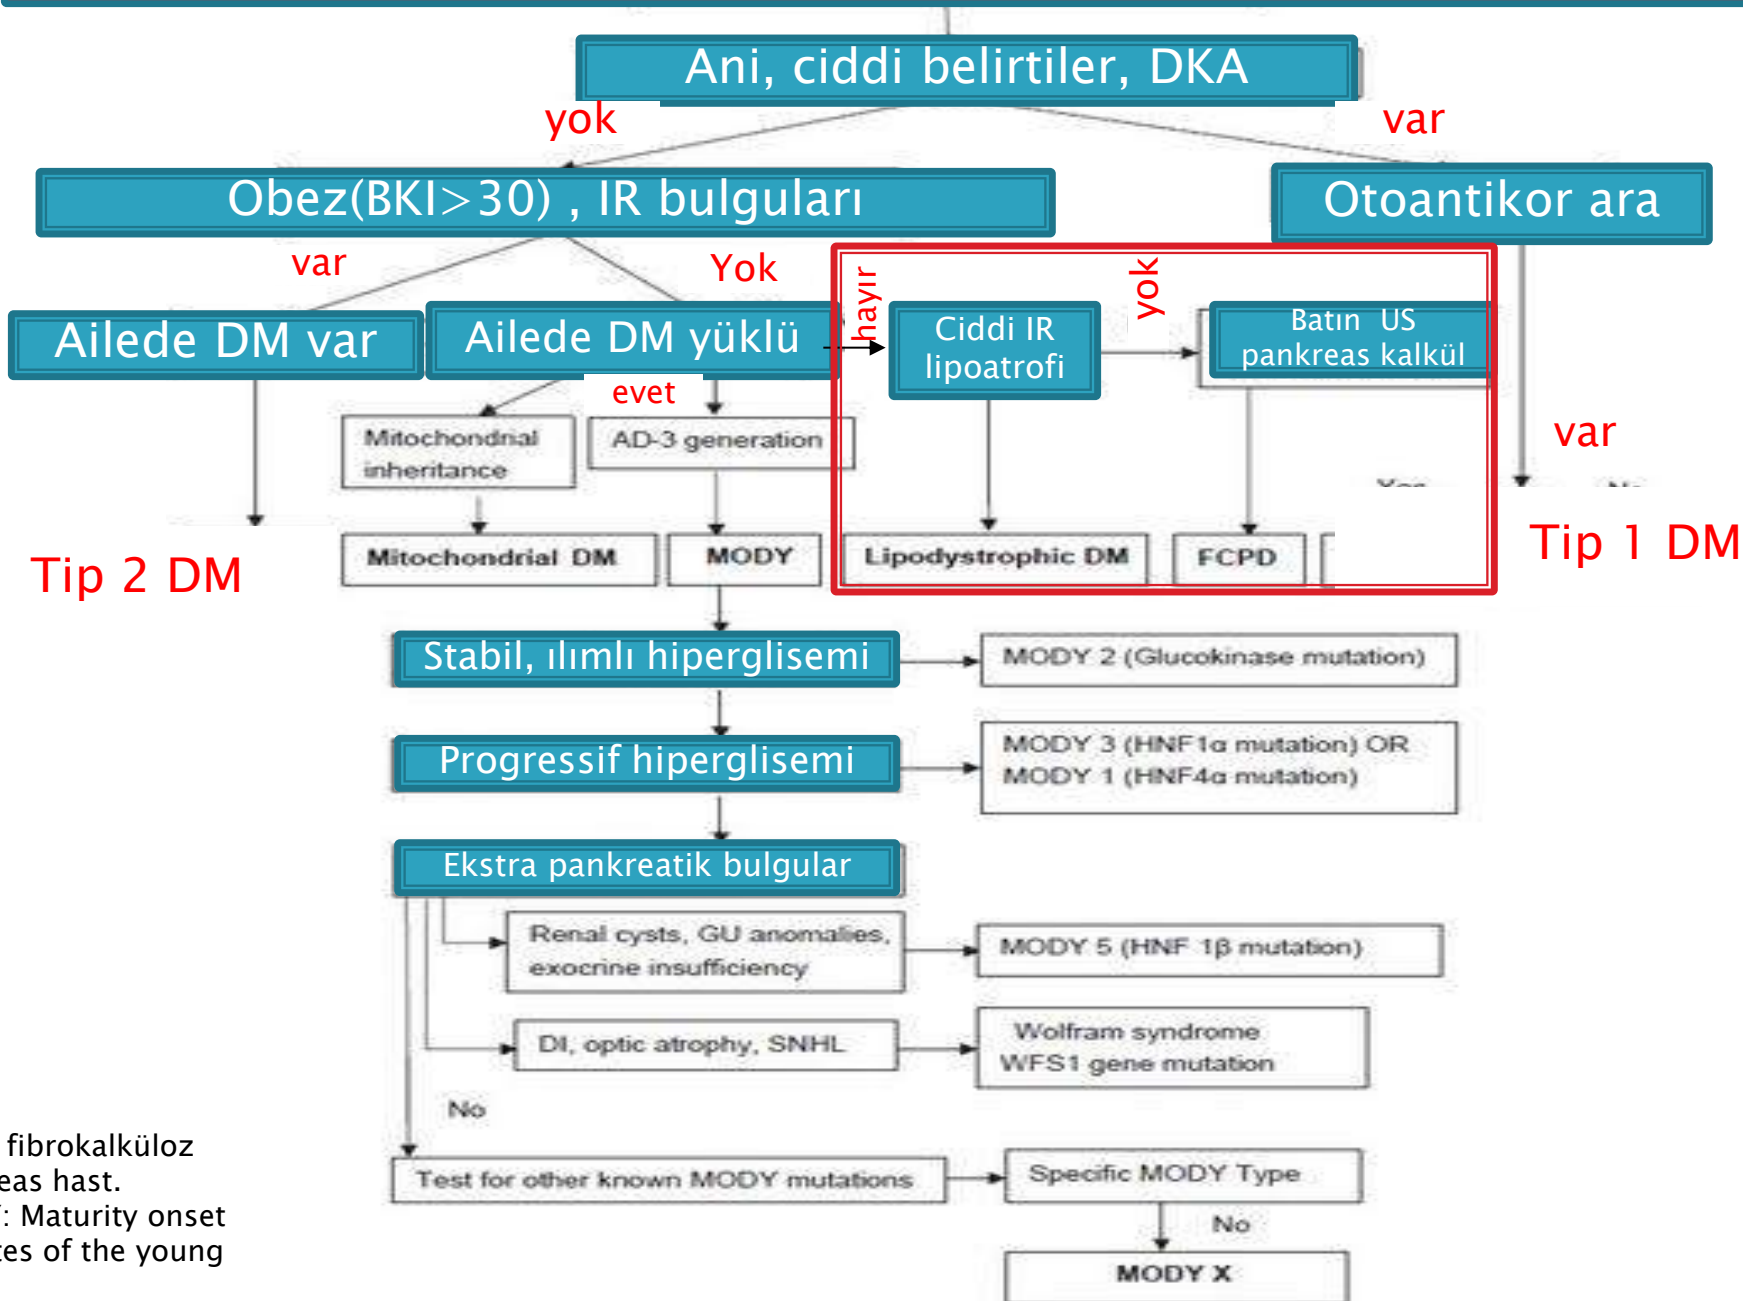 Ani, ciddi belirtiler, DKA
yok
var
Obez(BKI>30) , IR bulguları
Otoantikor ara
var
Yok
hayır
yok
Ailede DM var
Ailede DM yüklü
Ciddi IR
lipoatrofi
Batın US
pankreas kalkül
evet
Mitochondrial
inheritance
AD-3 generation
var
Tip 2 DM
Mitochondrial DM
MODY
Lipodystrophic DM
FCPD
Tip 1 DM
Stabil, ılımlı hiperglisemi
MODY 2 (Glucokinase mutation)
Progressif hiperglisemi
MODY 3 (HNF1α mutation) OR
MODY 1 (HNF4α mutation)
Ekstra pankreatik bulgular
Renal cysts, GU anomalies,
exocrine insufficiency
MODY 5 (HNF 1β mutation)
DI, optic atrophy, SNHL
Wolfram syndrome
WFS1 gene mutation
No
fibrokalküloz
eas hast.
: Maturity onset
tes of the young
Test for other known MODY mutations
Specific MODY Type
No
MODY X